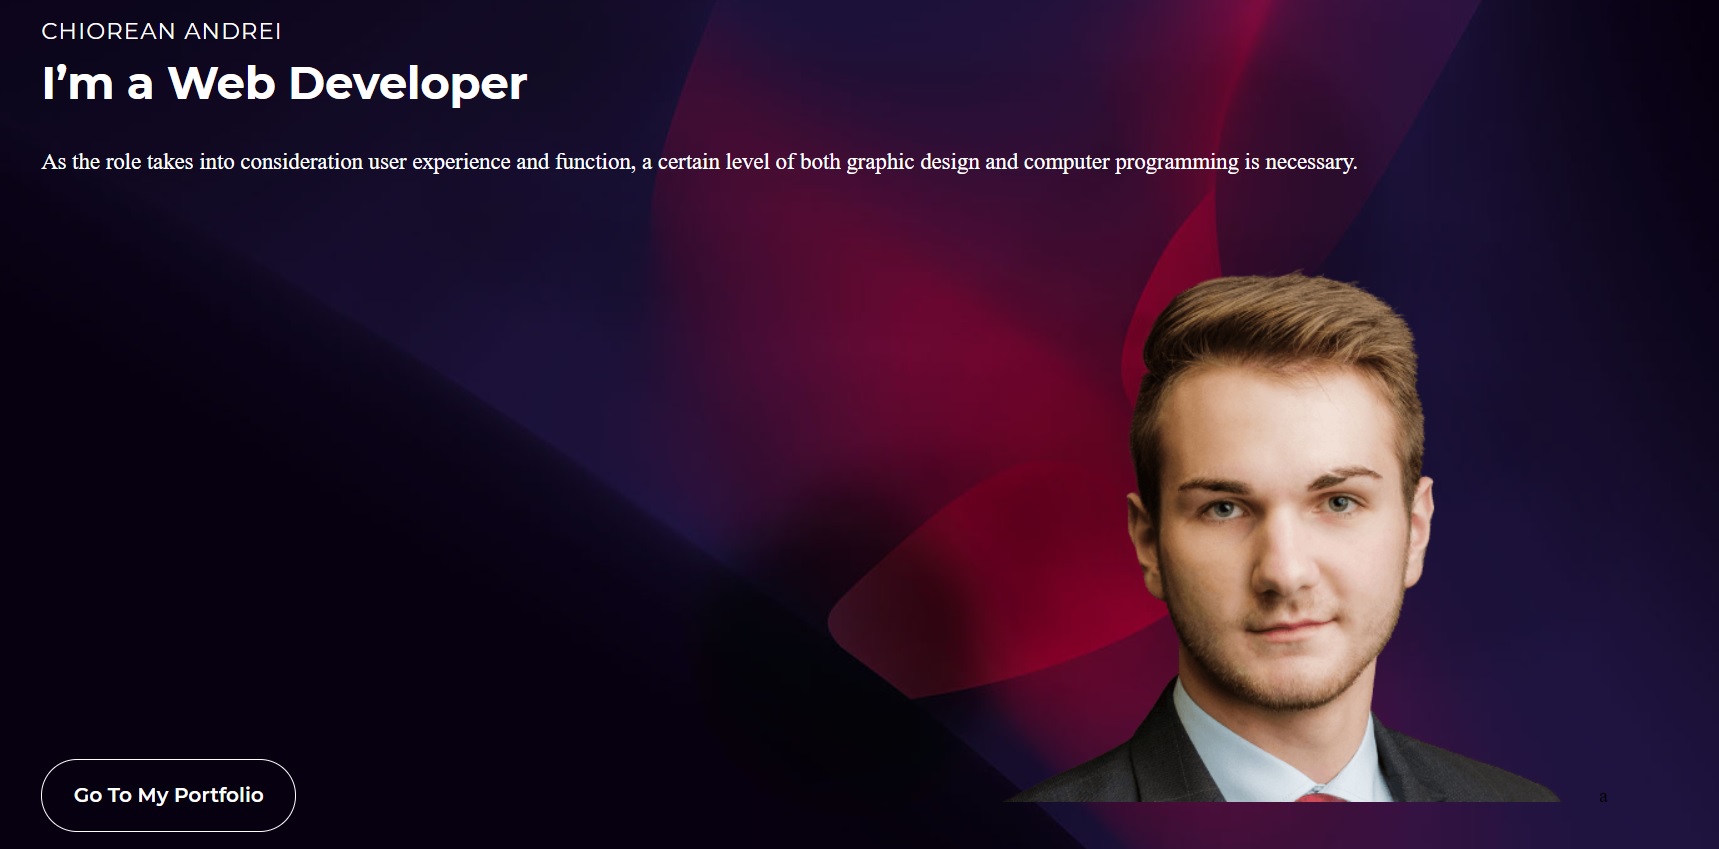 CHIOREAN ANDREI
I’m a Web Developer
As the role takes into consideration user experience and function, a certain level of both graphic design and computer programming is necessary.
Go To My Portfolio
a